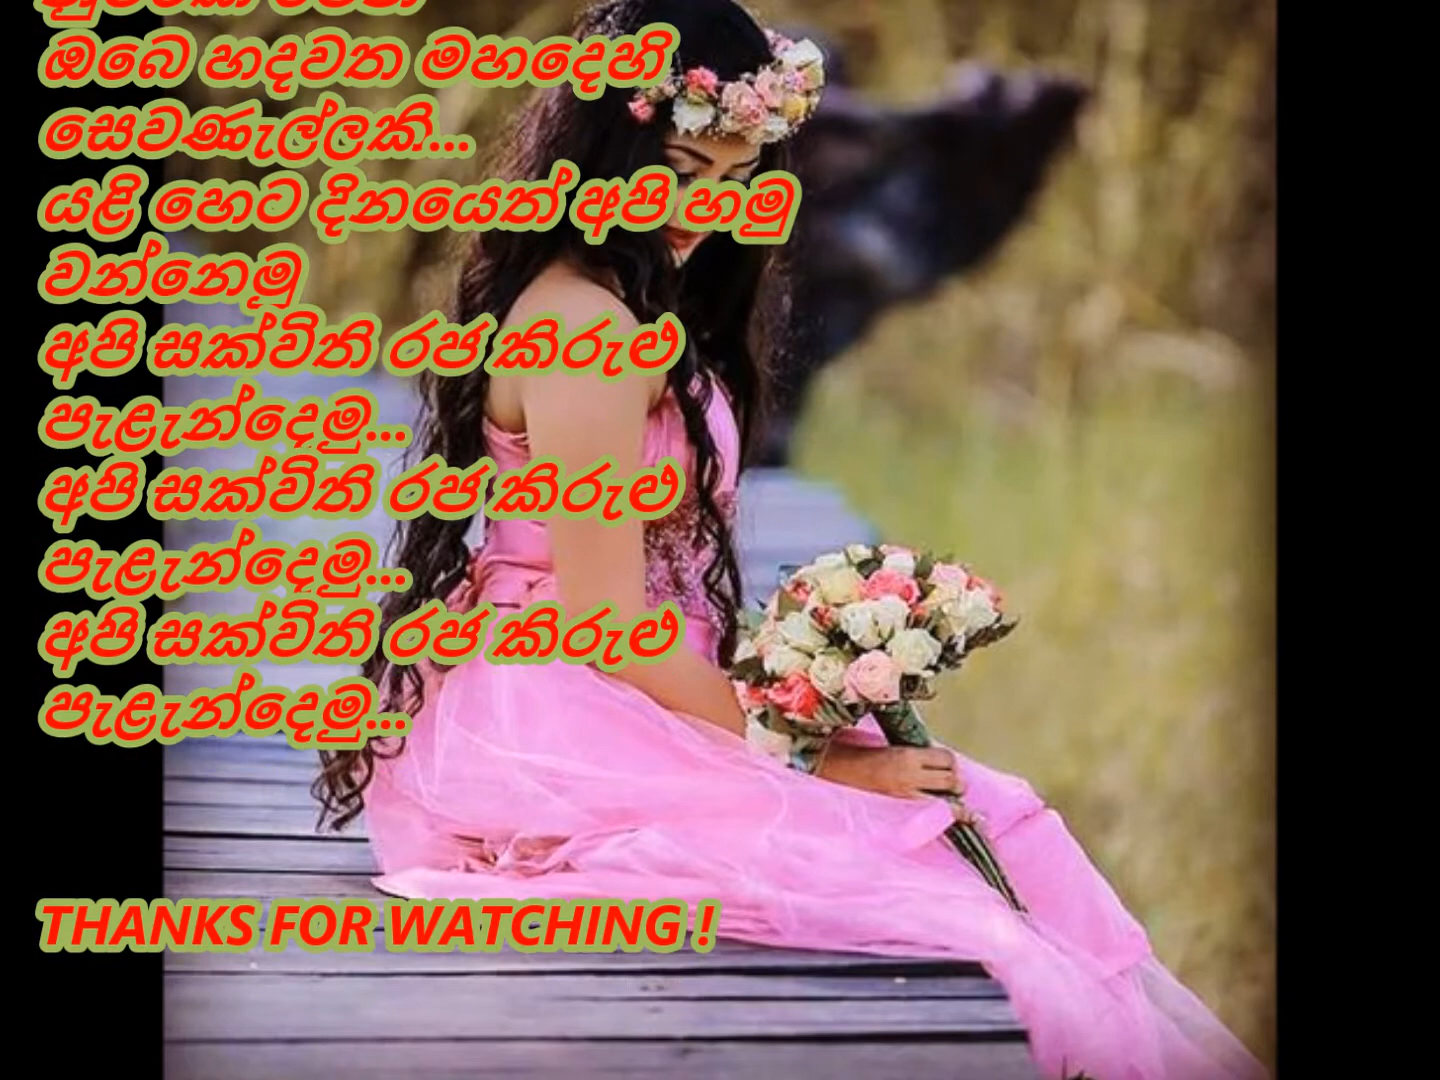 ඔබෙ හදවත මහදෙහි
සෙවණැල්ලකි...
යළි හෙට දිනයෙත් අපි හමු
වන්නෙමු
අපි සක්විති රජ කිරුළු
පැළැන්දෙමු...
අපි සක්විති රජ කිරුළු
පැළැන්දෙමු...
අපි සක්විති රජ කිරුළු
පැළැන්දෙමු...
THANKS FOR WATCHING !